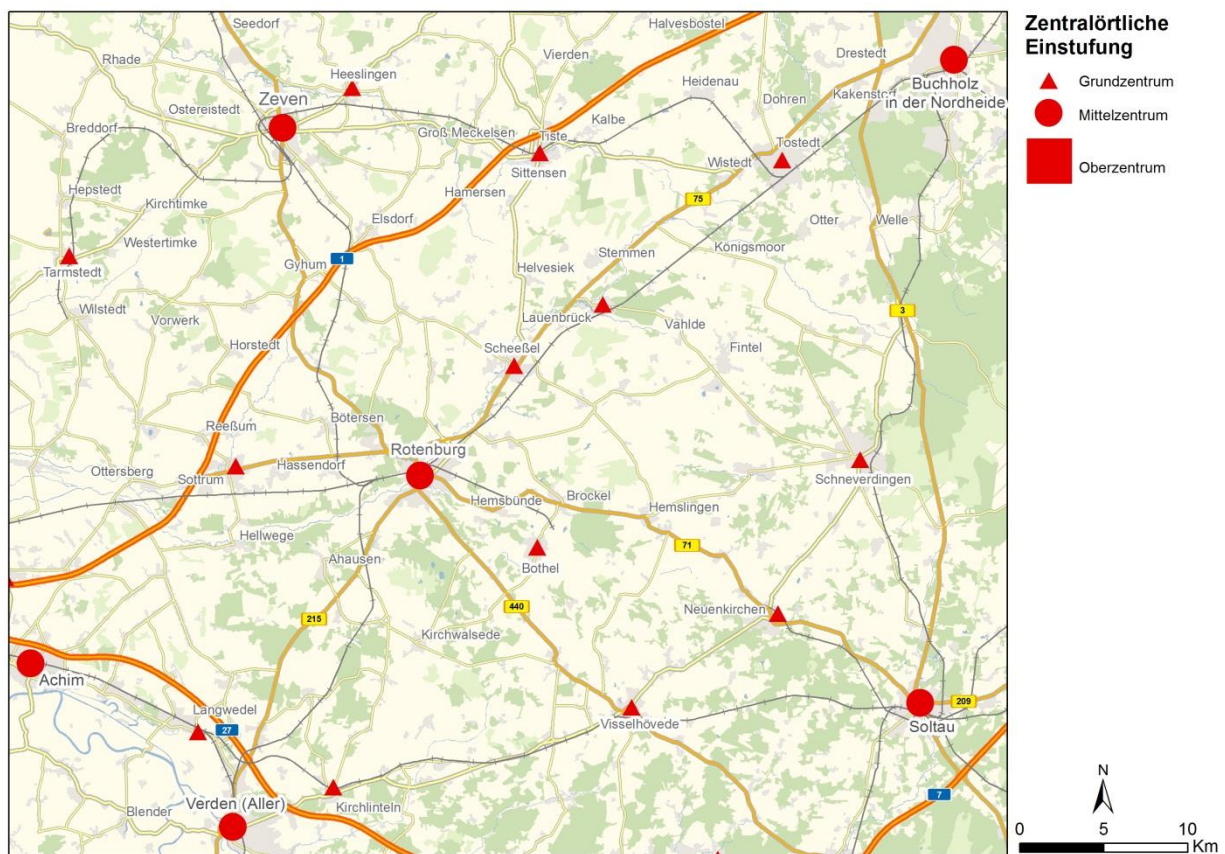 Seedorf
Halvesbostel
Rhade
Vierden
Drestedt
Heeslingen
Heidenau
Buchholz
in der Nordheide
Zeven
Dohren
Kakenstorf
Ostereistedt
Kalbe
Breddorf
Groß Meckelsen
Tiste
Tostedt
Wistedt
Sittensen
Hepstedt
Hamersen
Kirchtimke
75
Elsdorf
Otter
Welle
Westertimke
Königsmoor
Stemmen
Gyhum
1
Tarmstedt
Helvesiek
Wilstedt
Vorwerk
Lauenbrück
3
Vahlde
Horstedt
Scheeßel
Fintel
Bötersen
Reeßum
Rotenburg
Ottersberg
Hassendorf
Sottrum
Schneverdingen
Hemsbünde
Brockel
Hemslingen
Hellwege
71
Ahausen
Bothel
440
Neuenkirchen
215
Kirchwalsede
Achim
209
Langwedel
Visselhövede
Soltau
27
7
Verden (Aller)
Kirchlinteln
Blender
Zentralörtliche
Einstufung
Grundzentrum
Mittelzentrum
Oberzentrum
N
0 5 10
Km